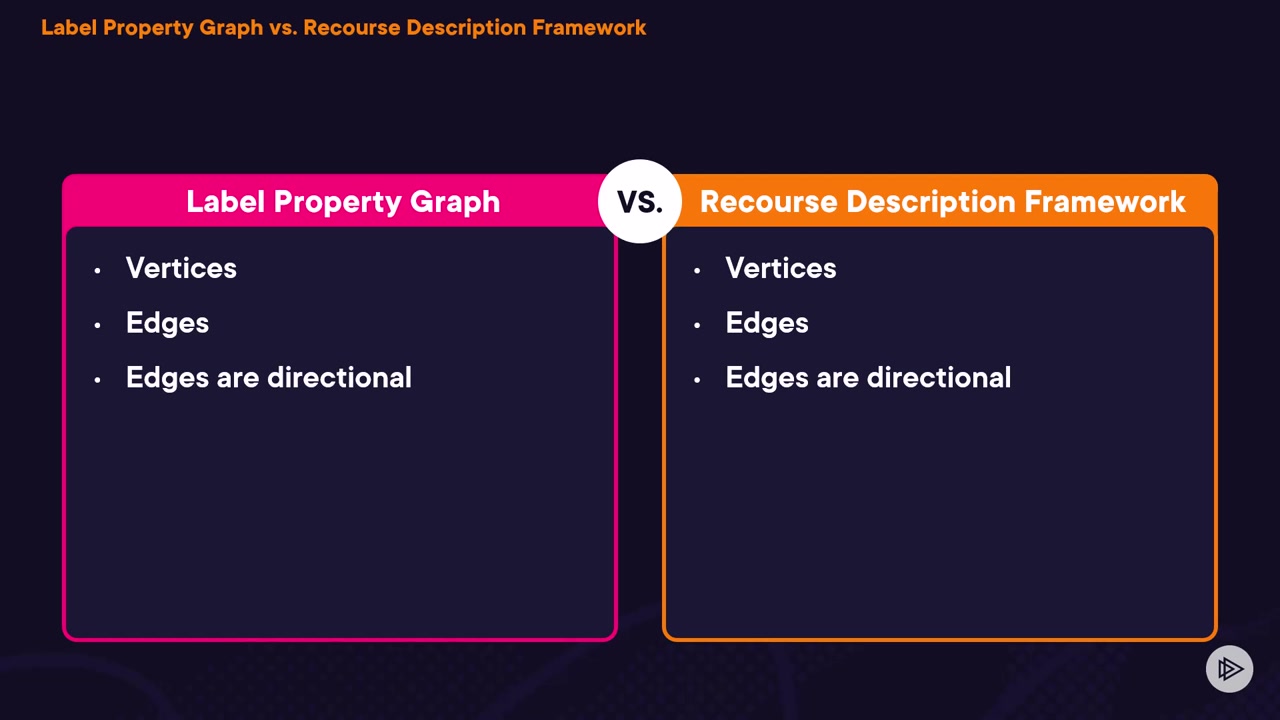 Label Property Graph vs. Recourse Description Framework
Label Property Graph
VS.
Recourse Description Framework
• Vertices
• Edges
• Edges are directional
• Vertices
• Edges
• Edges are directional